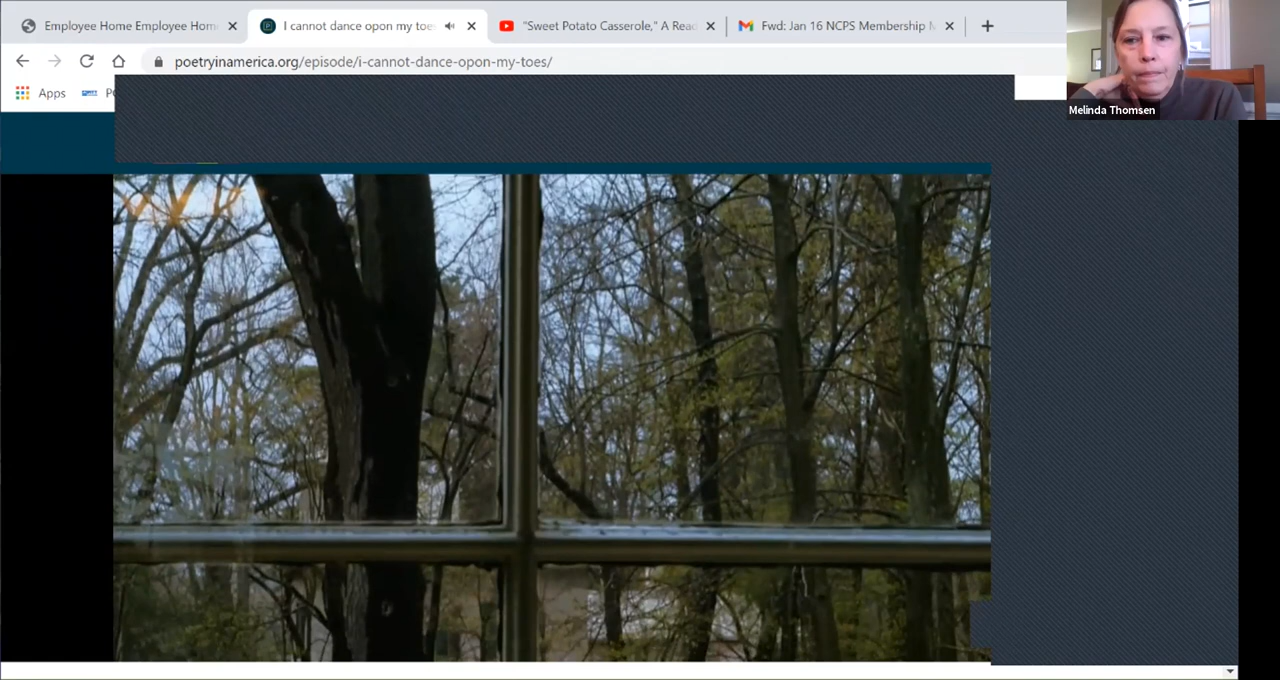 Employee Home Employee Hom
I cannot dance opon my toe
"Sweet Potato Casserole," A Rea
Fwd: Jan 16 NCPS Membership M
poetryinamerica.org/episode/i-cannot-dance-opon-my-toes/
Apps
Melinda Thomsen